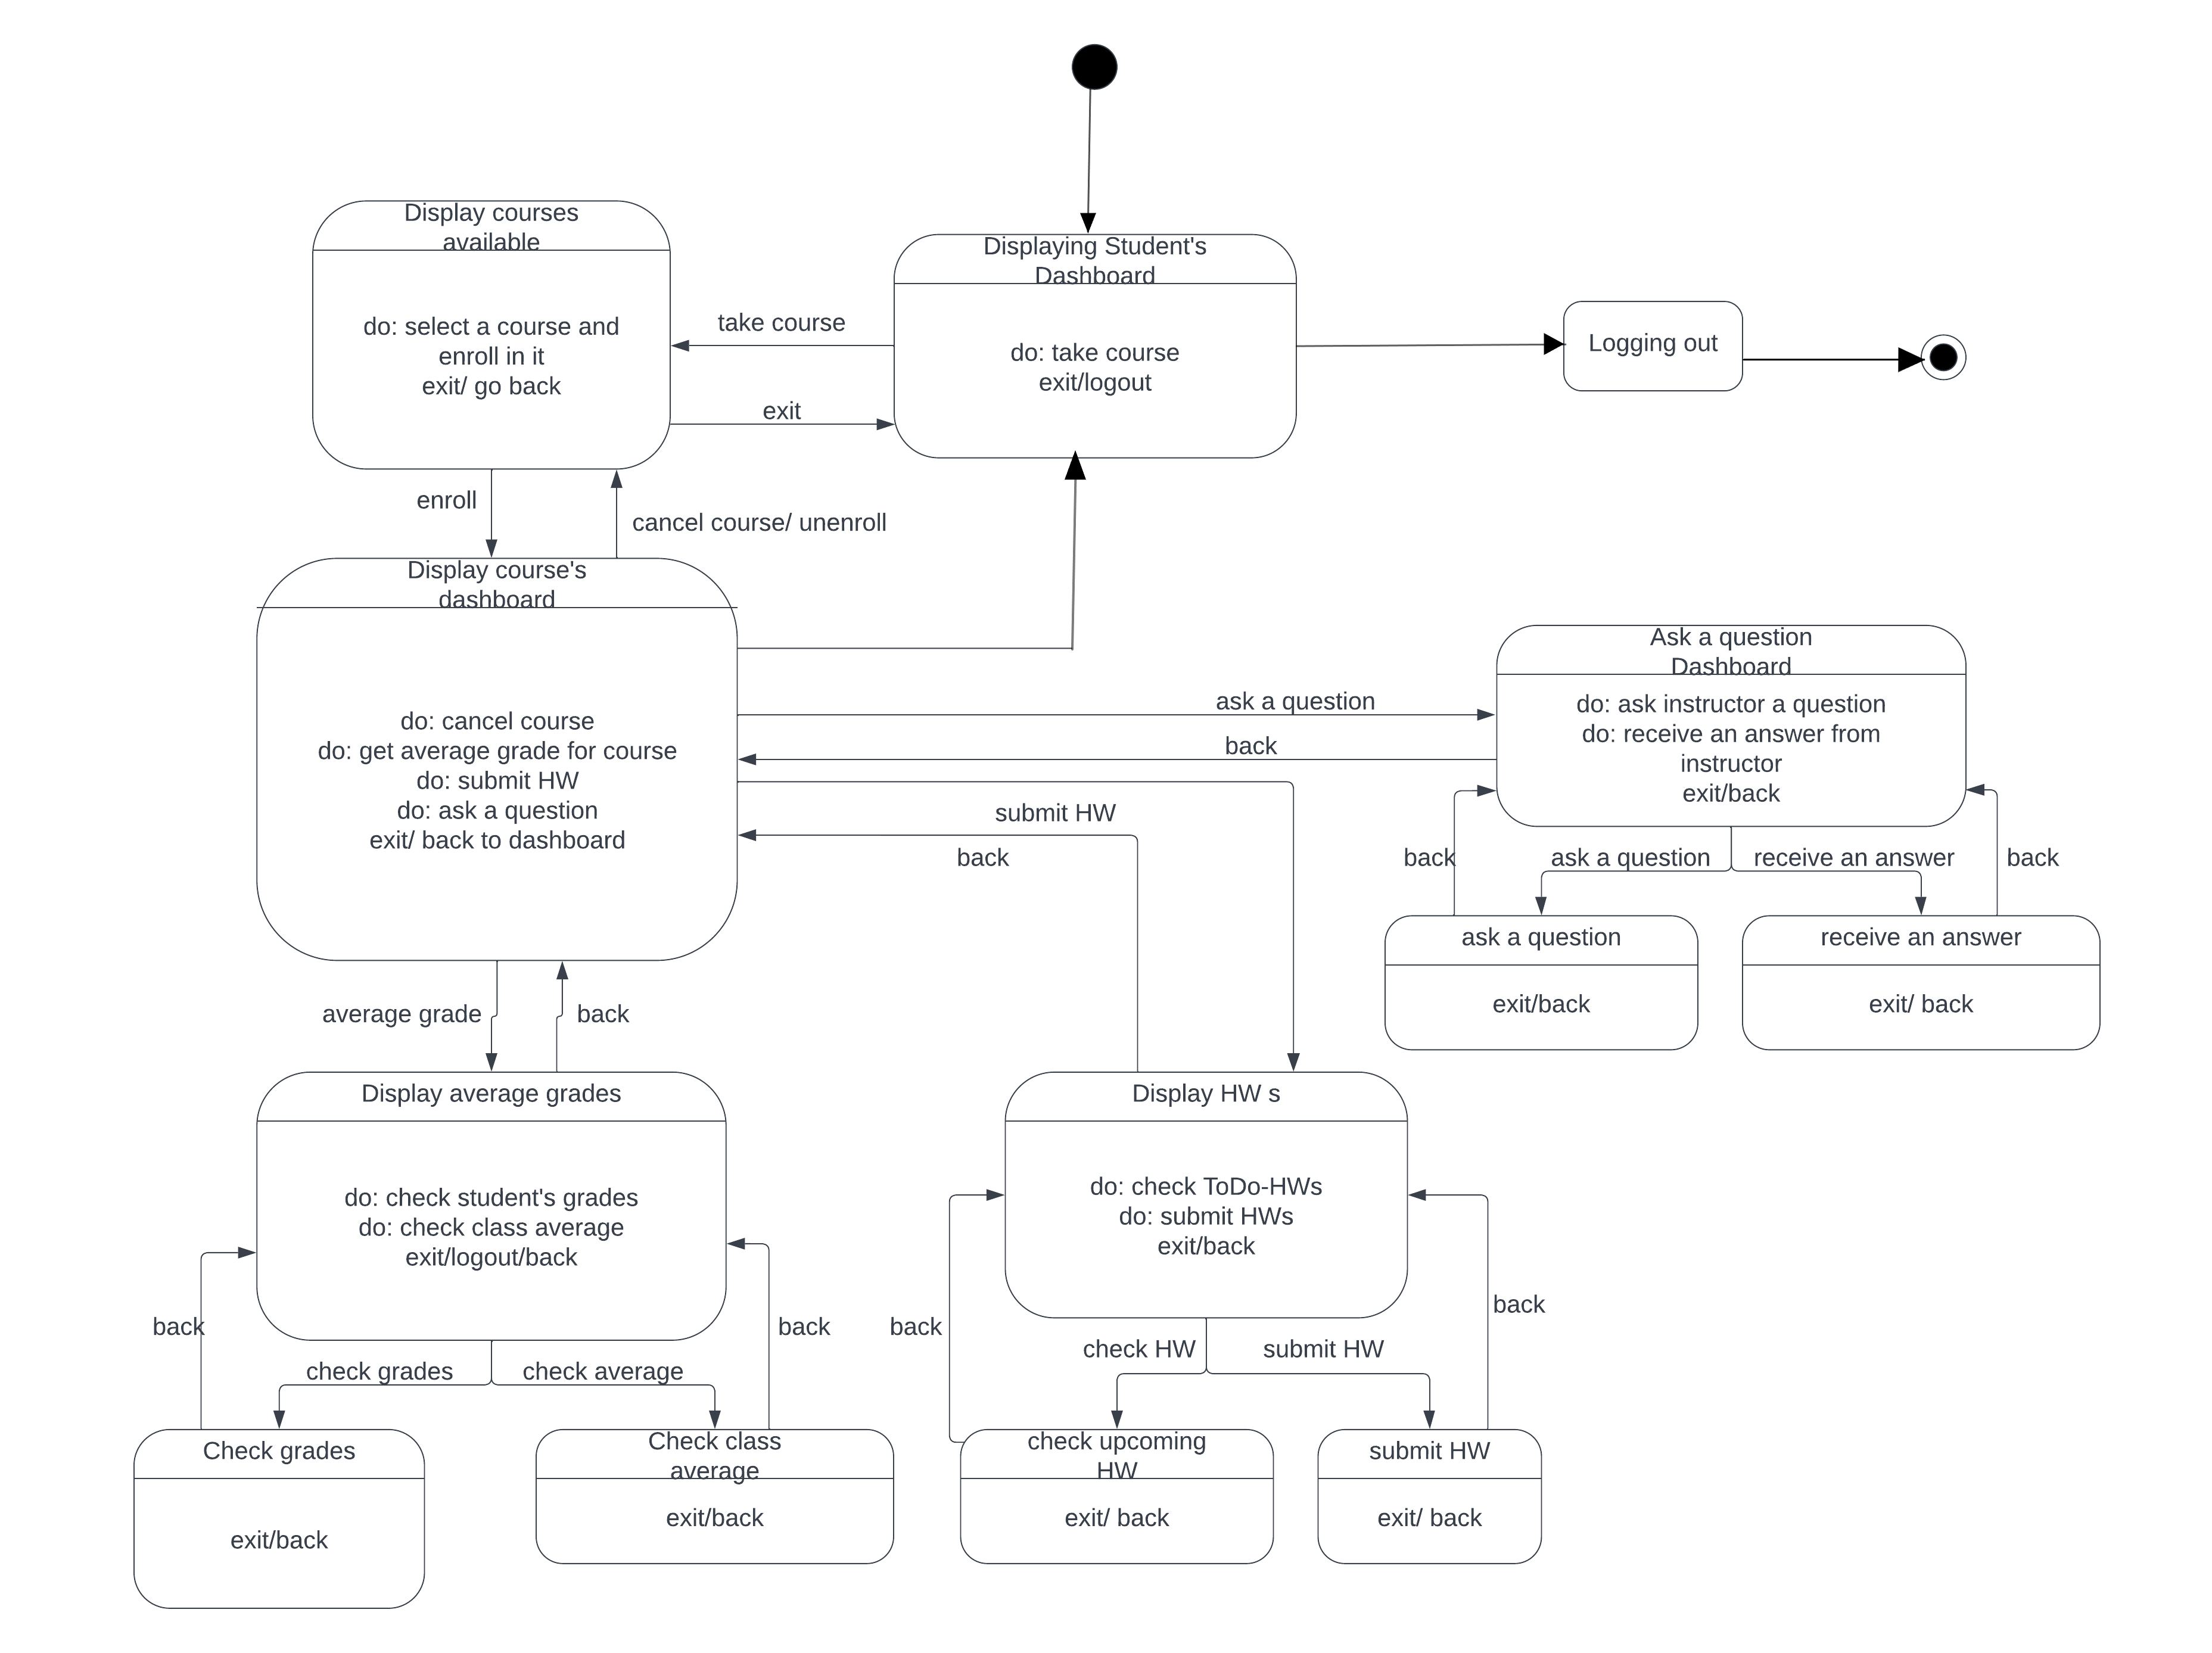 Display courses
available
do: select a course and
enroll in it
exit/ go back
take course
exit
Displaying Student's
Dashboard
do: take course
exit/logout
Logging out
enroll
cancel course/ unenroll
Display course's
dashboard
do: cancel course
do: get average grade for course
do: submit HW
do: ask a question
exit/ back to dashboard
ask a question
back
submit HW
back
Ask a question
Dashboard
do: ask instructor a question
do: receive an answer from
instructor
exit/back
back
ask a question
receive an answer
back
ask a question
exit/back
receive an answer
exit/ back
average grade
back
Display average grades
do: check student's grades
do: check class average
exit/logout/back
back
check grades
check average
back
Check grades
exit/back
Check class
average
exit/back
Display HW s
do: check ToDo-HWs
do: submit HWs
exit/back
back
check HW
submit HW
back
check upcoming
HW
exit/ back
submit HW
exit/ back